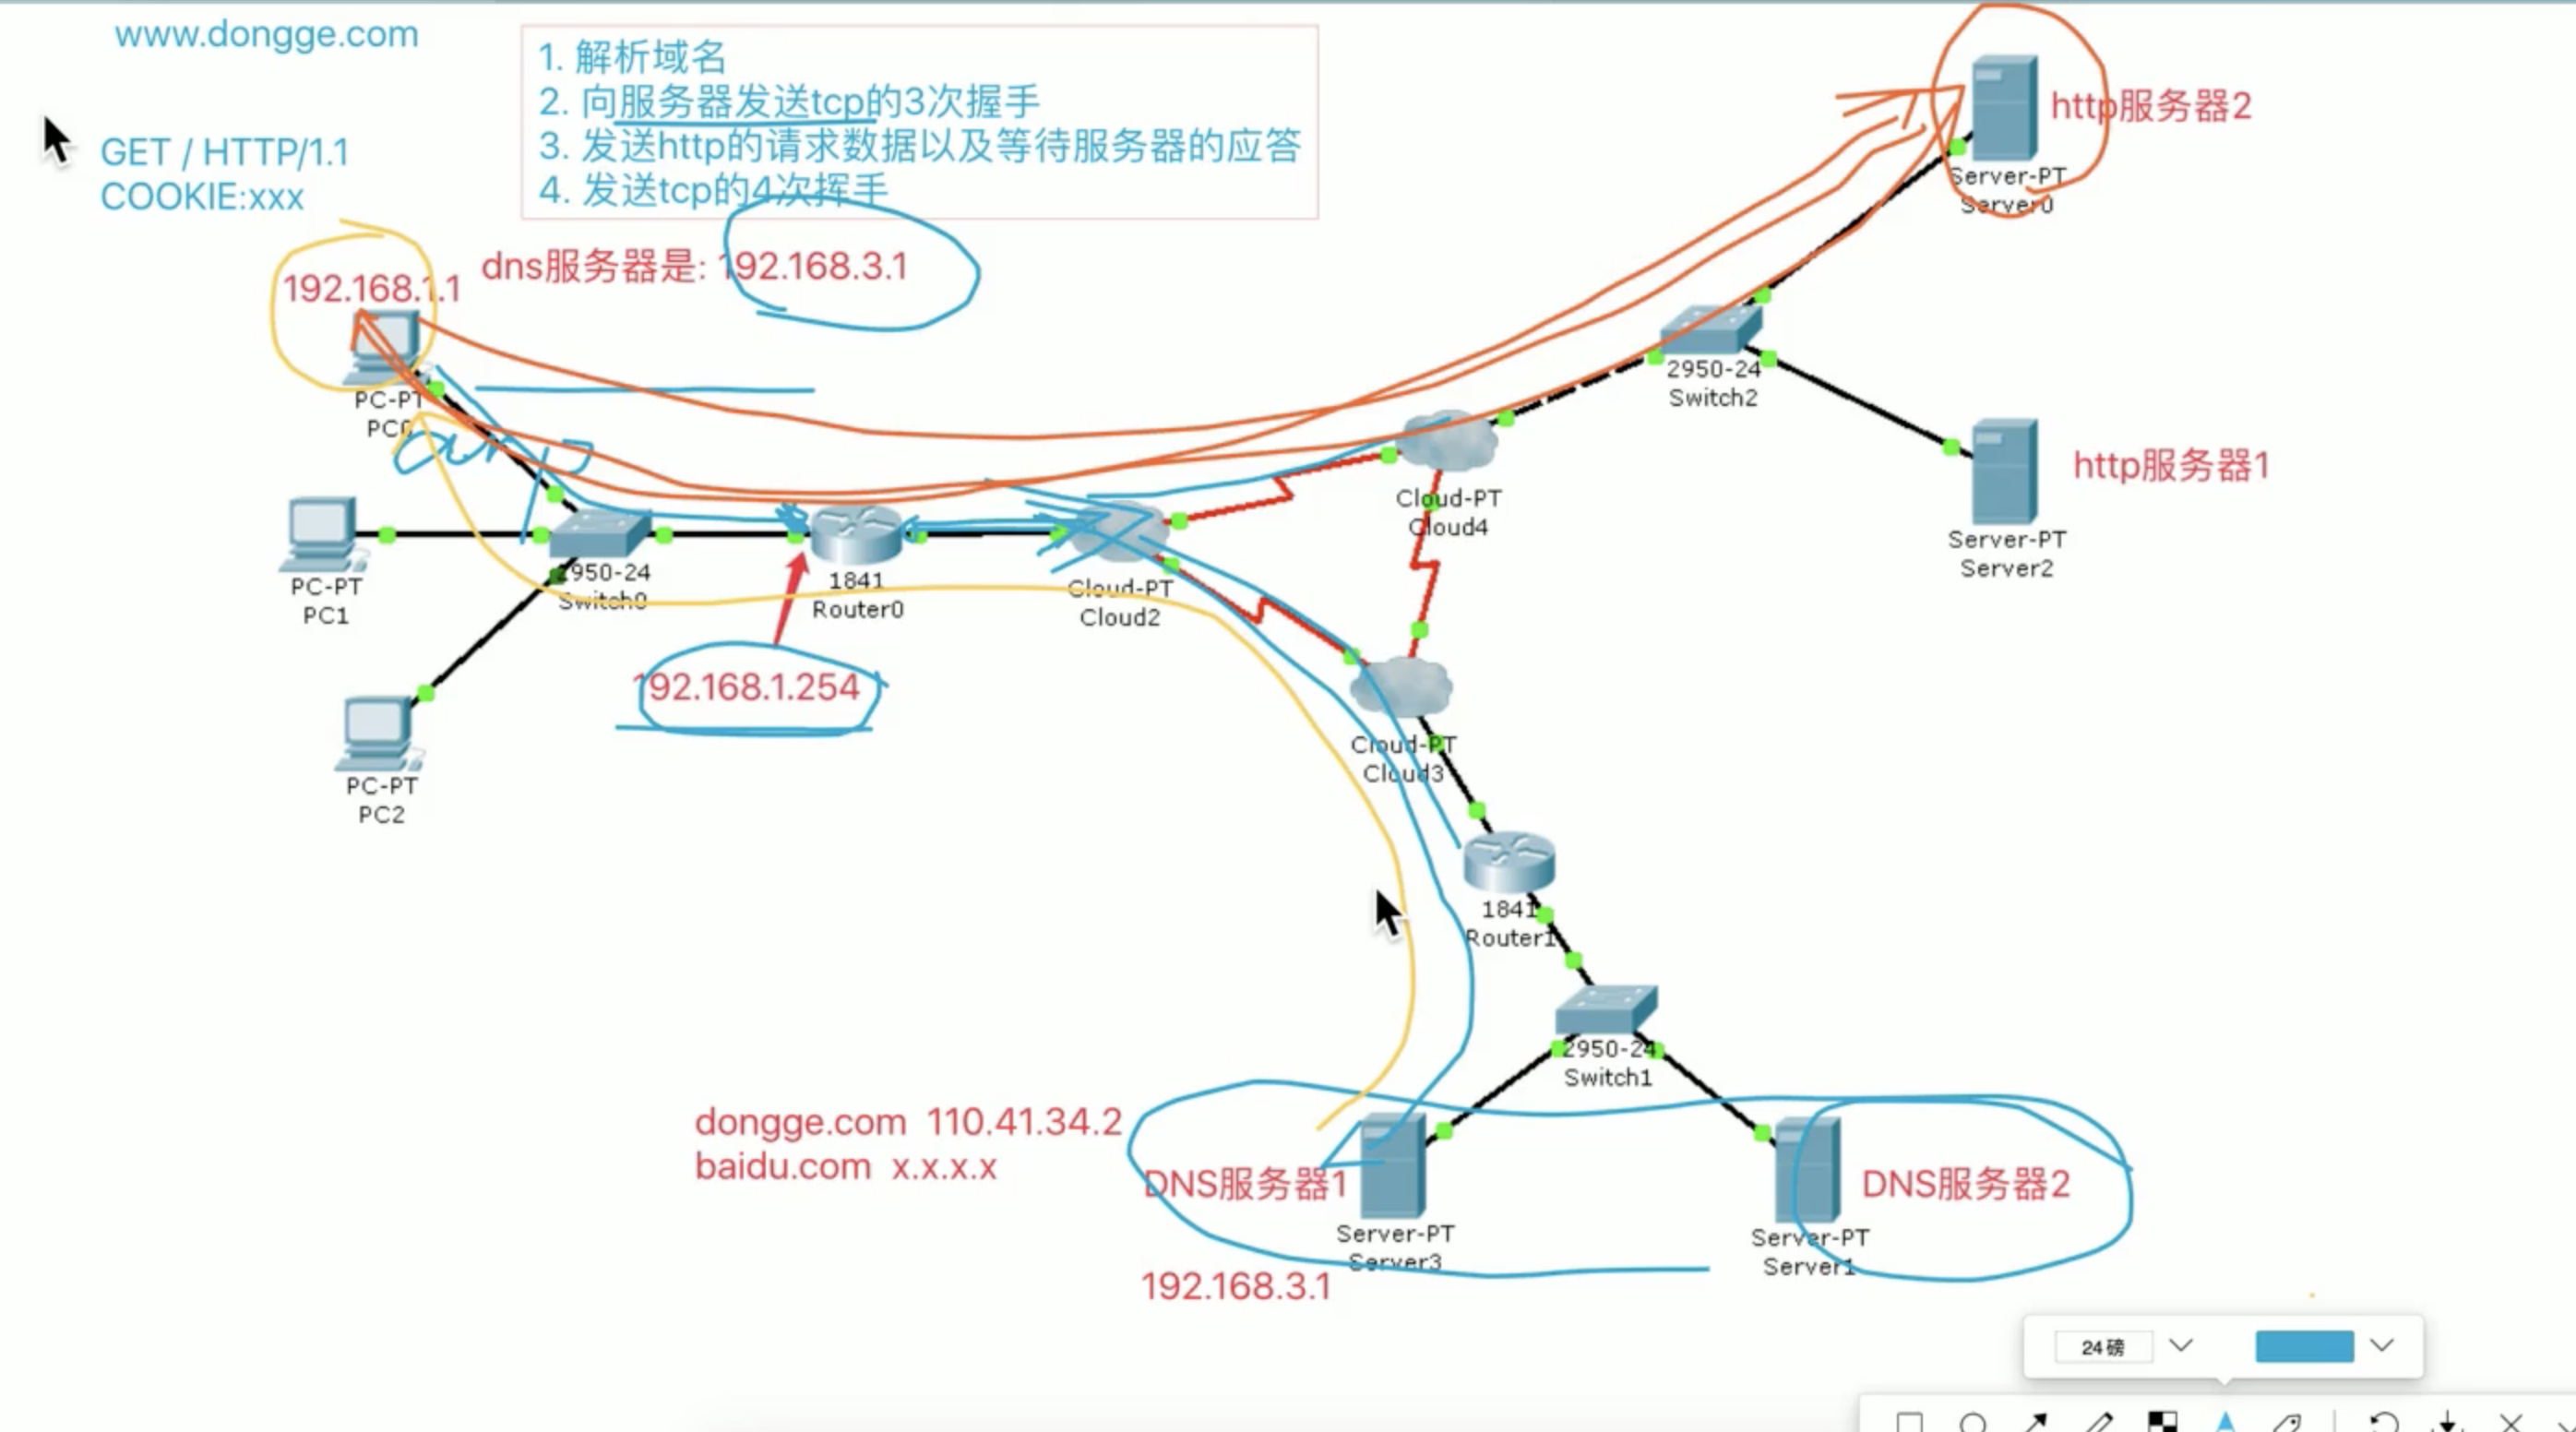 www.dongge.com
1. 解析域名
2. 向服务器发送tcp的3次握手
3. 发送http的请求数据以及等待服务器的应答
4. 发送tcp的4次挥手
GET / HTTP/1.1
COOKIE:xxx
http服务器2
Server-PT
Server0
dns服务器是: 192.168.3.1
192.168.1.1
PC-PT
PC0
arp
2950-24
Switch2
http服务器1
Server-PT
Server2
Cloud-PT
Cloud4
PC-PT
PC1
2950-24
Switch0
1841
Router0
Cloud-PT
Cloud2
192.168.1.254
Cloud-PT
Cloud3
PC-PT
PC2
1841
Router1
2950-24
Switch1
dongge.com 110.41.34.2
baidu.com x.x.x.x
DNS服务器1
Server-PT
Server3
192.168.3.1
DNS服务器2
Server-PT
Server1
24磅